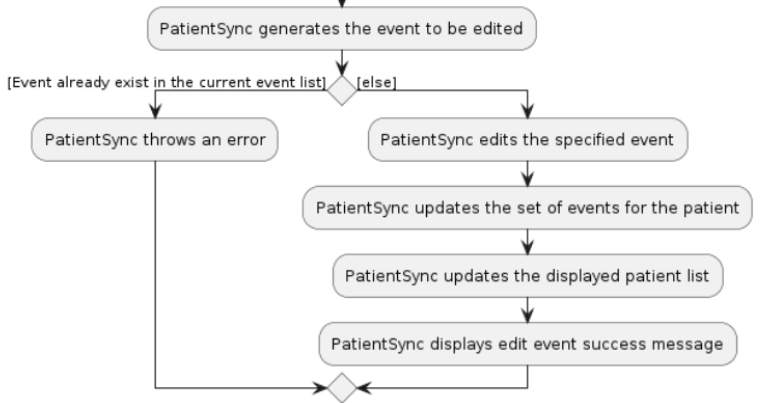 PatientSync generates the event to be edited
[Event already exist in the current event list]
[else]
PatientSync throws an error
PatientSync edits the specified event
PatientSync updates the set of events for the patient
PatientSync updates the displayed patient list
PatientSync displays edit event success message